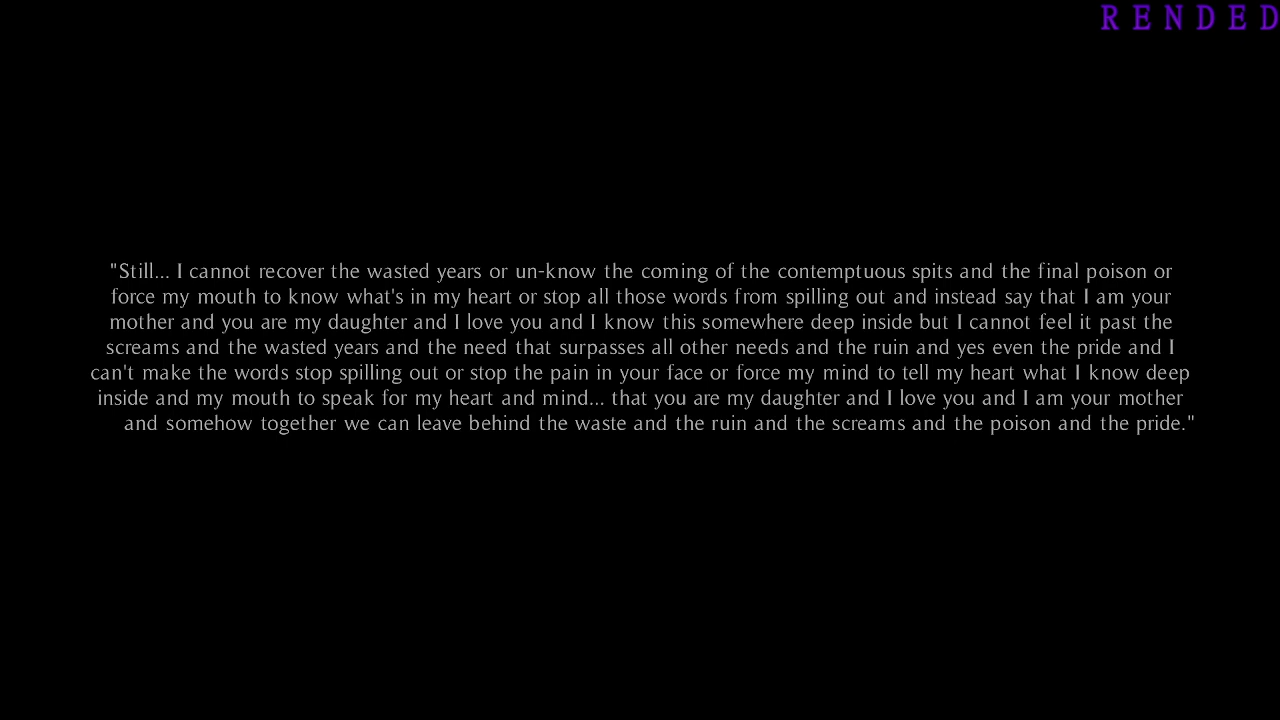 R E N D E D
"Still... I cannot recover the wasted years or un-know the coming of the contemptuous spits and the final poison or
force my mouth to know what's in my heart or stop all those words from spilling out and instead say that I am your
mother and you are my daughter and I love you and I know this somewhere deep inside but I cannot feel it past the
screams and the wasted years and the need that surpasses all other needs and the ruin and yes even the pride and I
can't make the words stop spilling out or stop the pain in your face or force my mind to tell my heart what I know deep
inside and my mouth to speak for my heart and mind... that you are my daughter and I love you and I am your mother
and somehow together we can leave behind the waste and the ruin and the screams and the poison and the pride."